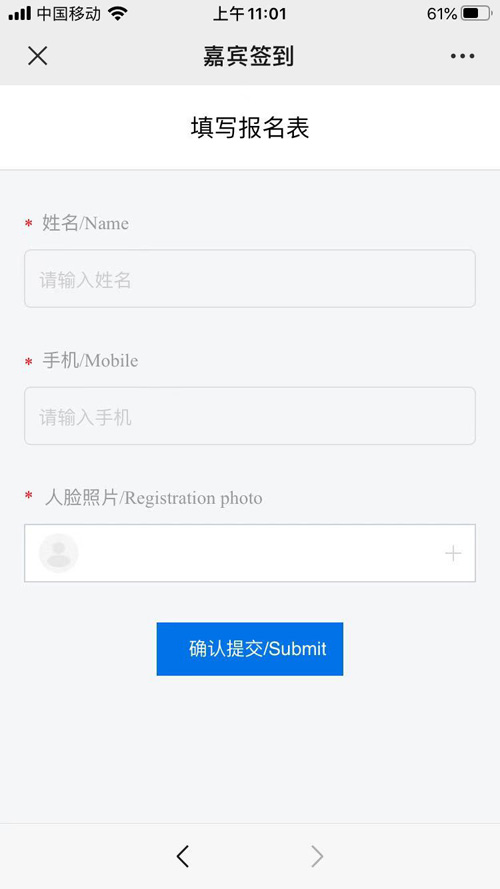 中国移动 上午11:01 61%
嘉宾签到
填写报名表
* 姓名/Name
请输入姓名
* 手机/Mobile
请输入手机
* 人脸照片/Registration photo
确认提交/Submit